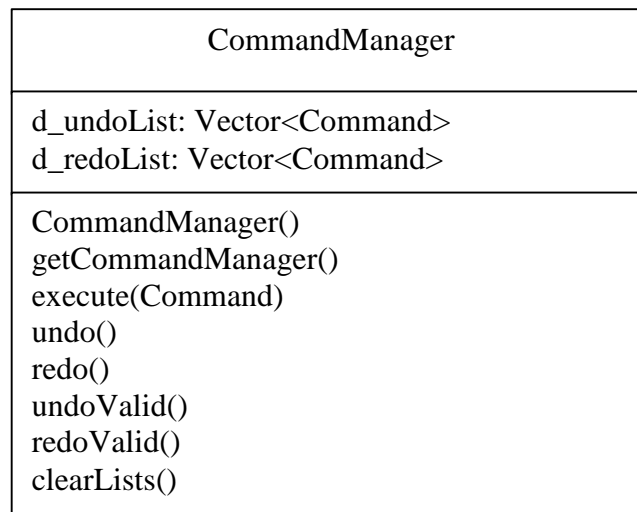 CommandManager
d_undoList: Vector<Command>
d_redoList: Vector<Command>
CommandManager()
getCommandManager()
execute(Command)
undo()
redo()
undoValid()
redoValid()
clearLists()